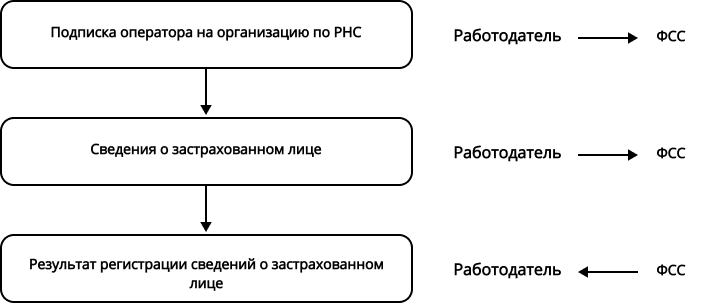 Подписка оператора на организацию по РНС
Работодатель ФСС
Сведения о застрахованном лице
Работодатель ФСС
Результат регистрации сведений о застрахованном
лице
Работодатель ФСС